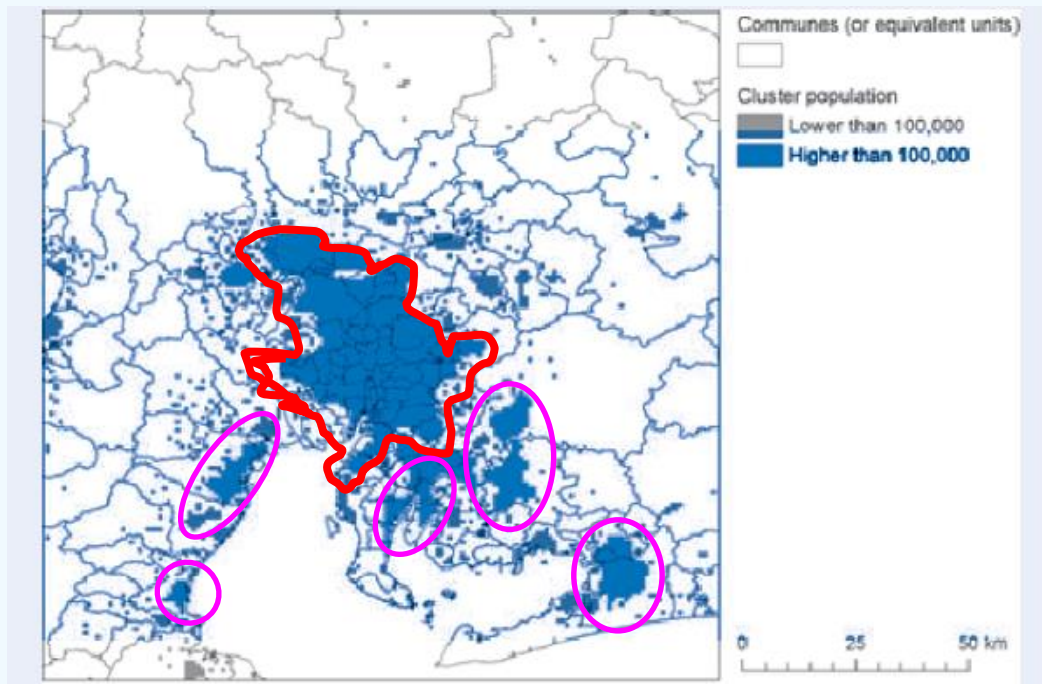 Communes (or equivalent units)
Cluster population
Lower than 100,000
Higher than 100,000
0 25 50 km